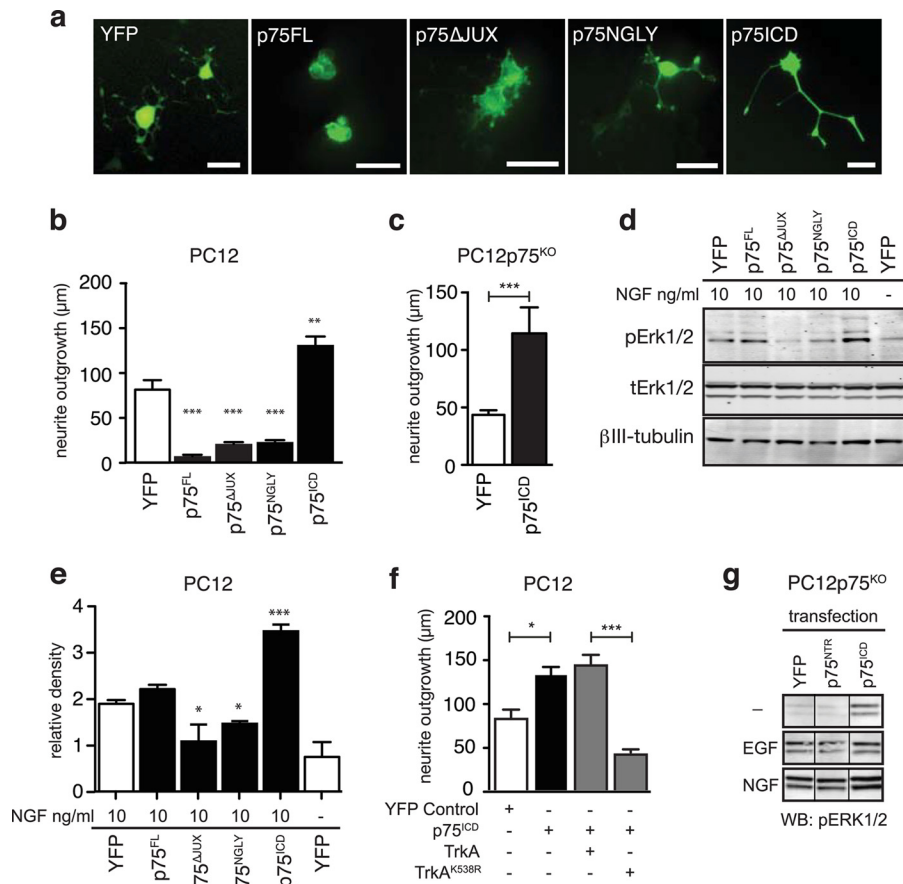 a
YFP p75FL p75ΔJUX p75NGLY p75ICD
b
PC12
neurite outgrowth (µm)
200
150
100
50
0
***
***
***
**
YFP
p75FL
p75ΔJUX
p75NGLY
p75ICD
c
PC12p75KO
neurite outgrowth (µm)
150
100
50
0
***
YFP
p75ICD
d
YFP
p75FL
p75ΔJUX
p75NGLY
p75ICD
YFP
NGF ng/ml 10 10 10 10 10 -
pErk1/2
tErk1/2
βIII-tubulin
e
PC12
relative density
4
3
2
1
0
*
*
***
NGF ng/ml 10 10 10 10 10 -
YFP
p75FL
75ΔJUX
75NGLY
p75ICD
YFP
f
PC12
neurite outgrowth (µm)
200
150
100
50
0
*
***
YFP Control + - - -
p75ICD - + + +
TrkA - - + -
TrkAK538R - - - +
g
PC12p75KO
transfection
YFP
p75NTR
p75ICD
–
EGF
NGF
WB: pERK1/2